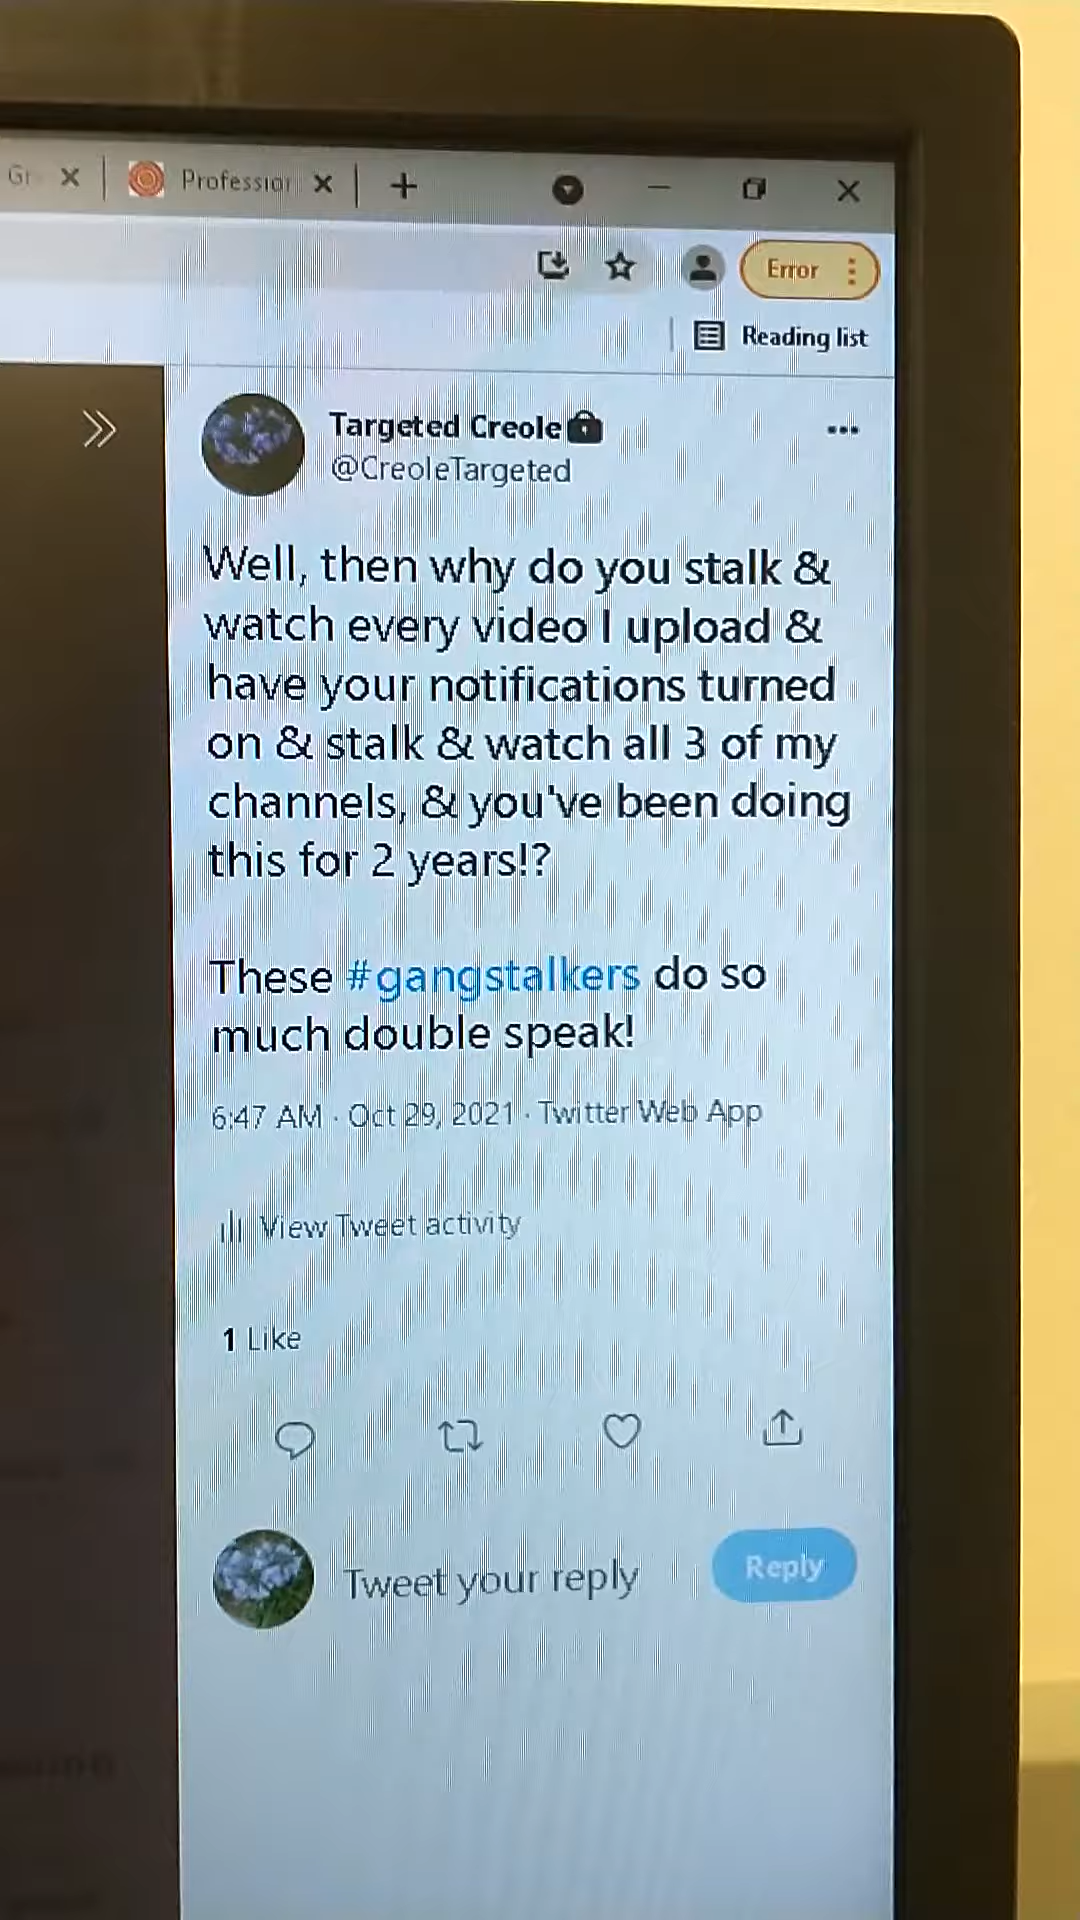 Gr
Profession
Error
Reading list
Targeted Creole
@CreoleTargeted
Well, then why do you stalk &
watch every video I upload &
have your notifications turned
on & stalk & watch all 3 of my
channels, & you've been doing
this for 2 years!?
These #gangstalkers do so
much double speak!
6:47 AM · Oct 29, 2021 · Twitter Web App
View Tweet activity
1 Like
Tweet your reply
Reply